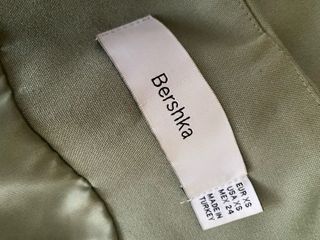 Bershka
EUR XS
USA XS
MEX 24
MADE IN
TURKEY